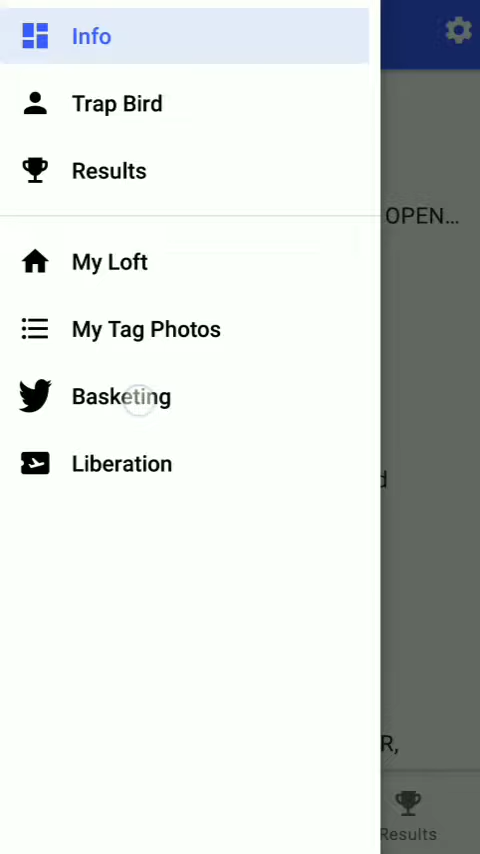 Info
Trap Bird
Results
OPEN...
My Loft
My Tag Photos
Basketing
Liberation
d
R,
Results